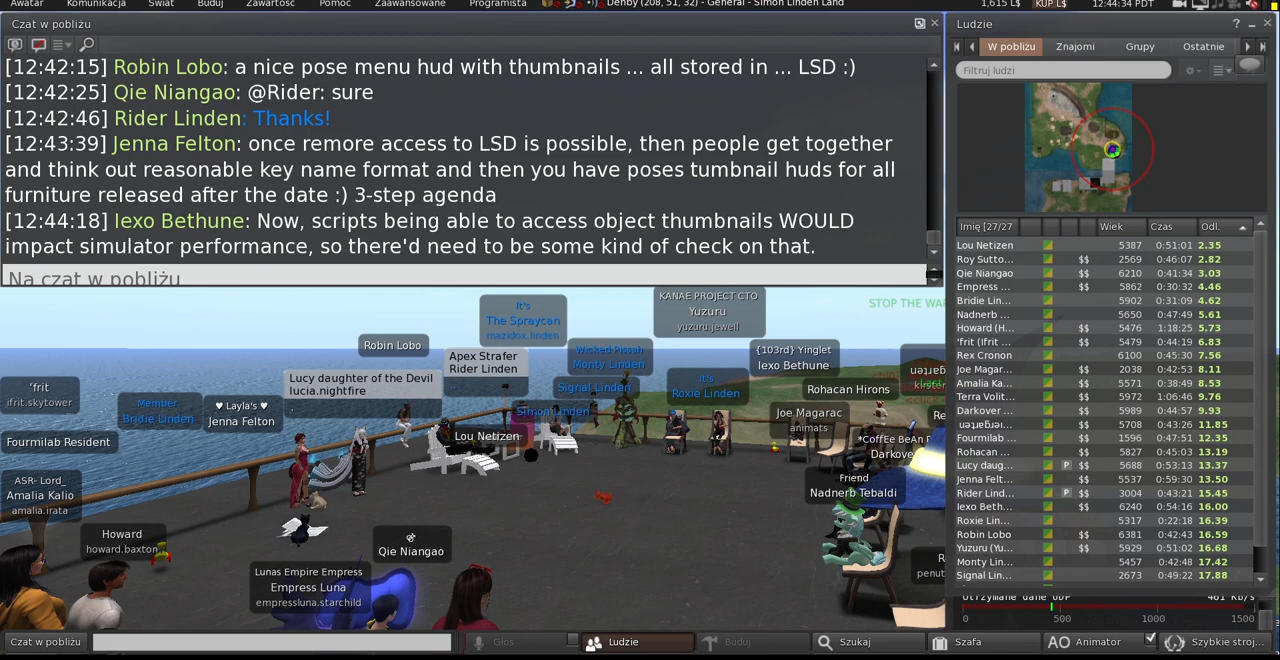 Awatar Komunikacja Świat Buduj Zawartość Pomoc Zaawansowane Programista Denby (208, 51, 32) - General - Simon Linden Land 1,615 L$ KUP L$ 12:44:34 PDT
Czat w pobliżu
[12:42:15] Robin Lobo: a nice pose menu hud with thumbnails ... all stored in ... LSD :)
[12:42:25] Qie Niangao: @Rider: sure
[12:42:46] Rider Linden: Thanks!
[12:43:39] Jenna Felton: once remore access to LSD is possible, then people get together
and think out reasonable key name format and then you have poses tumbnail huds for all
furniture released after the date :) 3-step agenda
[12:44:18] Iexo Bethune: Now, scripts being able to access object thumbnails WOULD
impact simulator performance, so there'd need to be some kind of check on that.
Na czat w pobliżu
It's
The Spraycan
mazidox.linden
KANAE PROJECT CTO
Yuzuru
yuzuru.jewell
STOP THE WAR
Robin Lobo
Apex Strafer
Rider Linden
Wicked Pissah
Monty Linden
{103rd} Yinglet
Iexo Bethune
Lucy daughter of the Devil
lucia.nightfire
Signal Linden
It's
Roxie Linden
Rohacan Hirons
'frit
ifrit.skytower
Member
Bridie Linden
♥ Layla's ♥
Jenna Felton
Simon Linden
Joe Magarac
animats
Fourmilab Resident
Lou Netizen
*CoffEe BeAn
Darkove
ASR- Lord_
Amalia Kalio
amalia.irata
Friend
Nadnerb Tebaldi
Howard
howard.baxton
Qie Niangao
Lunas Empire Empress
Empress Luna
empressluna.starchild
penut
Ludzie
W pobliżu Znajomi Grupy Ostatnie
Filtruj ludzi
Imię [27/27 Wiek Czas Odl.
Lou Netizen 5387 0:51:01 2.35
Roy Sutto... $$ 2569 0:46:07 2.82
Qie Niangao $$ 6210 0:41:34 3.03
Empress ... $$ 5862 0:30:32 4.46
Bridie Lin... 5902 0:31:09 4.62
Nadnerb ... 5650 0:47:49 5.61
Howard (H... $$ 5476 1:18:25 5.73
'frit (Ifrit ... $$ 5479 0:44:19 6.83
Rex Cronon 6100 0:45:30 7.56
Joe Magar... $$ 2038 0:42:53 8.11
Amalia Ka... $$ 5571 0:38:49 8.53
Terra Volit... $$ 5972 1:06:46 9.76
Darkover ... $$ 5989 0:44:57 9.93
$$ 5708 0:43:26 11.85
Fourmilab ... $$ 1596 0:47:51 12.35
Rohacan ... $$ 5827 0:45:03 13.19
Lucy daug... P $$ 5688 0:53:13 13.37
Jenna Felt... $$ 5537 0:59:30 13.50
Rider Lind... P $$ 3004 0:43:21 15.45
Iexo Beth... $$ 6240 0:54:16 16.00
Roxie Lin... 5317 0:22:18 16.39
Robin Lobo $$ 6381 0:42:43 16.59
Yuzuru (Yu... $$ 5929 0:51:02 16.68
Monty Lin... 5457 0:42:48 17.42
Signal Lin... 2673 0:49:22 17.88
Otrzymane dane UDP 461 Kb/s
0 500 1000 1500
Czat w pobliżu Głos Ludzie Buduj Szukaj Szafa AO Animator Szybkie stroj...